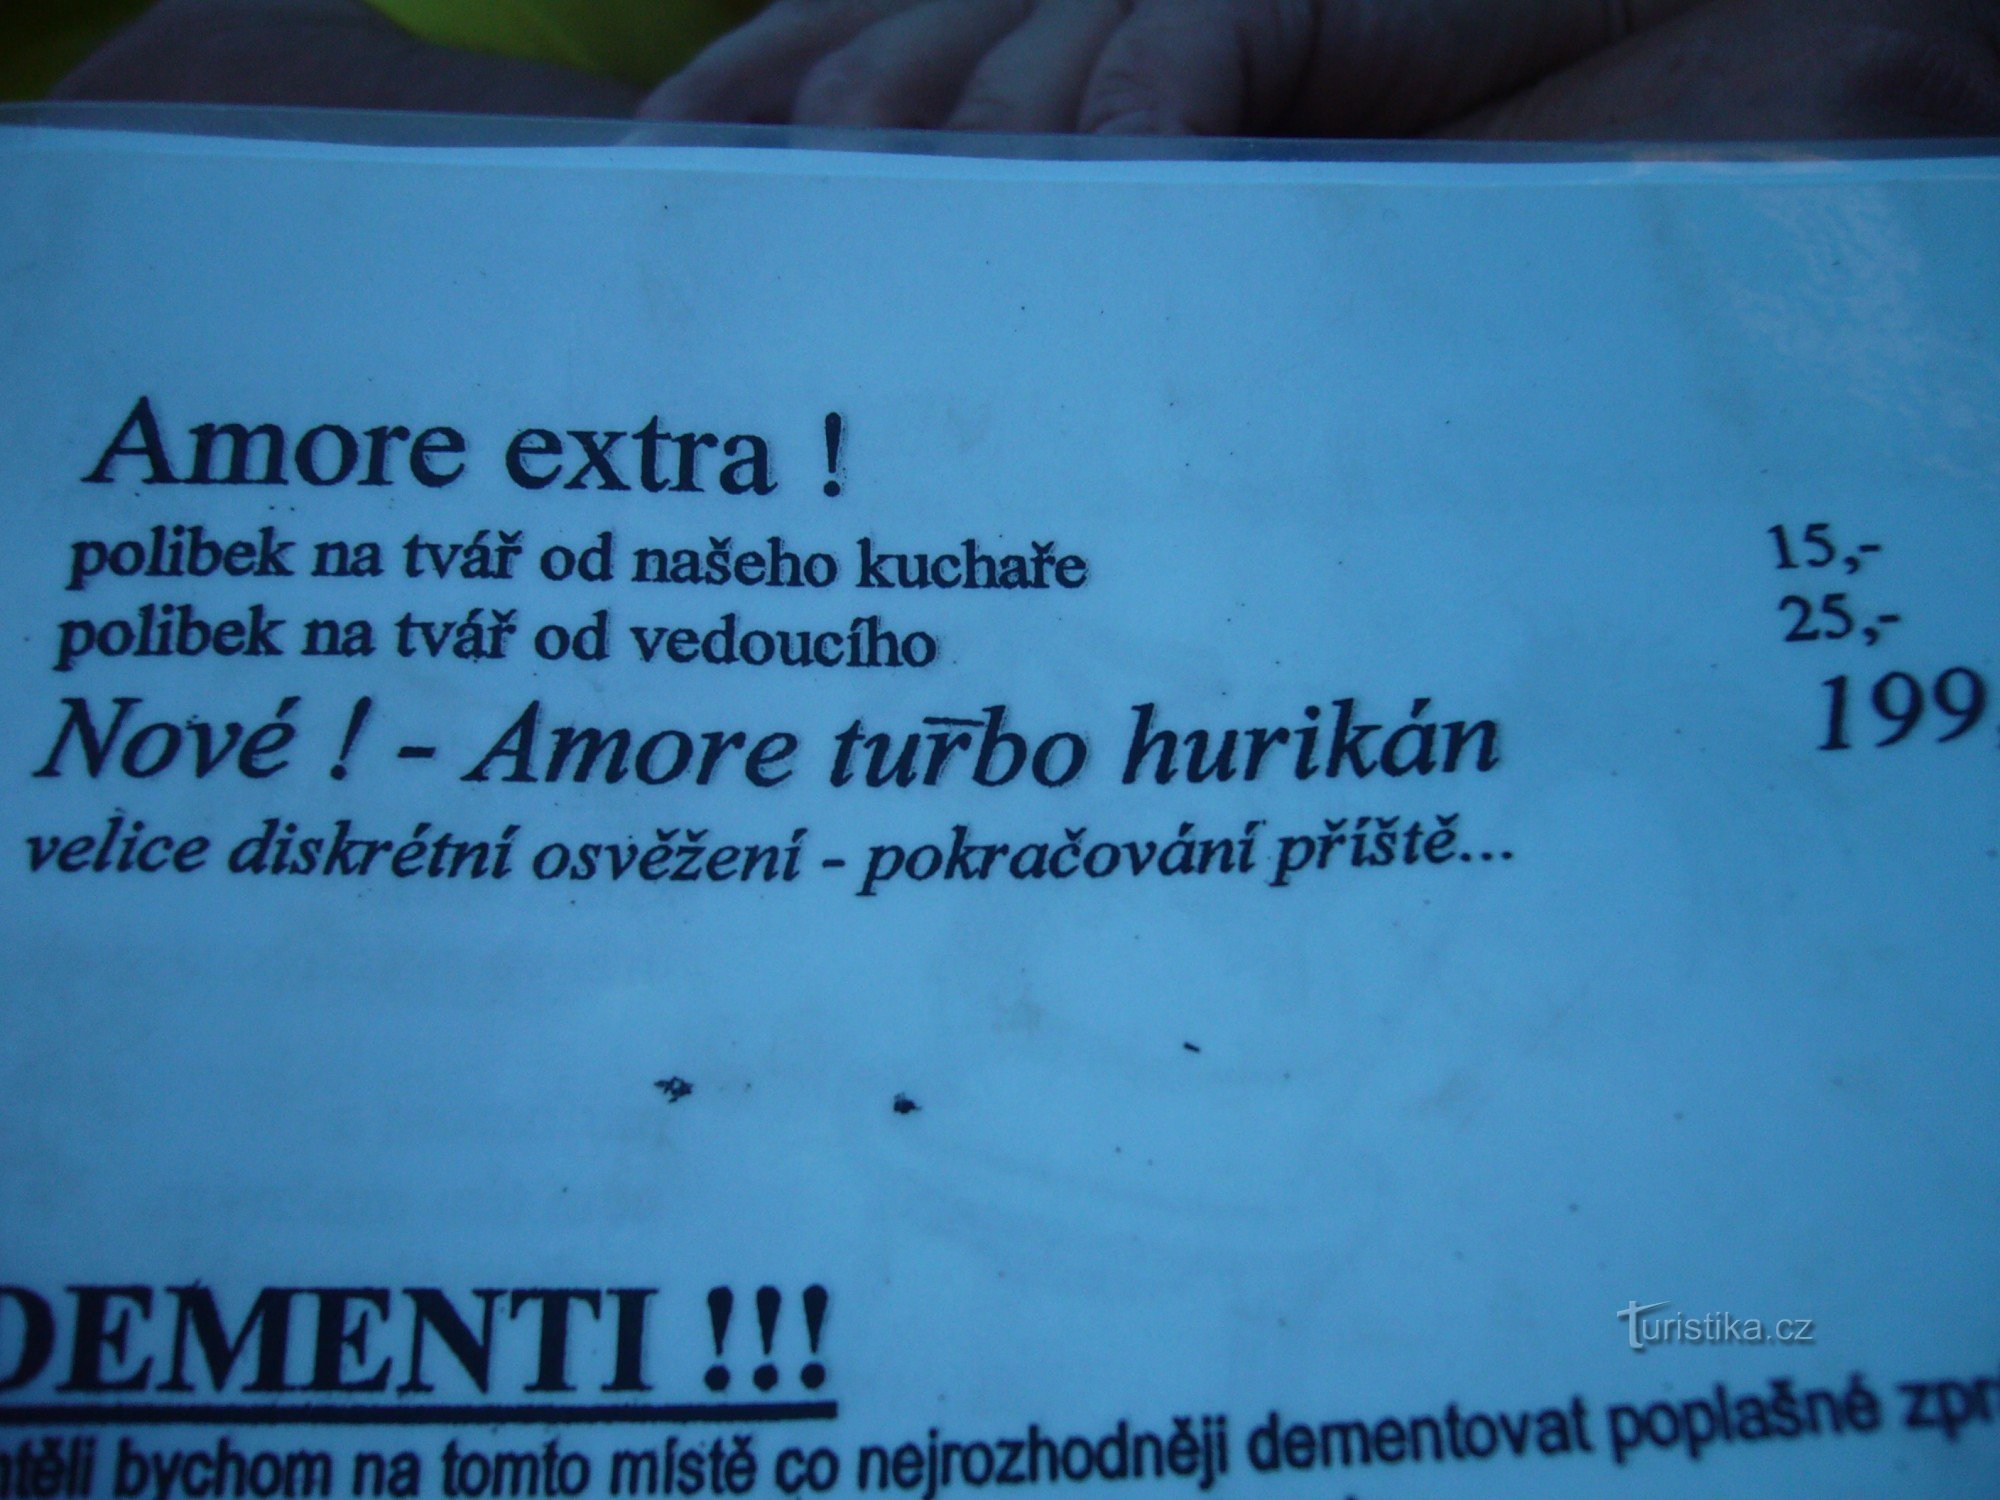 Amore extra !
polibek na tvář od našeho kuchaře 15,-
polibek na tvář od vedoucího 25,-
Nové ! - Amore turbo hurikán 199,
velice diskrétní osvěžení - pokračování příště...
DEMENTI !!!
bychom na tomto místě co nejrozhodněji dementovat poplašné
Turistika.cz